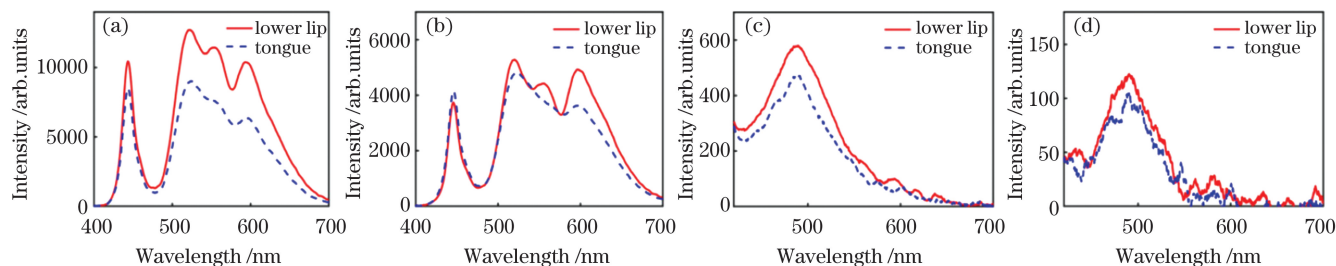 (a)
lower lip
tongue
10000
5000
0
400
500
600
700
Intensity /arb.units
Wavelength /nm
(b)
lower lip
tongue
6000
4000
2000
0
400
500
600
700
Intensity /arb.units
Wavelength /nm
(c)
lower lip
tongue
600
400
200
0
500
600
700
Intensity /arb.units
Wavelength /nm
(d)
lower lip
tongue
150
100
50
0
500
600
700
Intensity /arb.units
Wavelength /nm